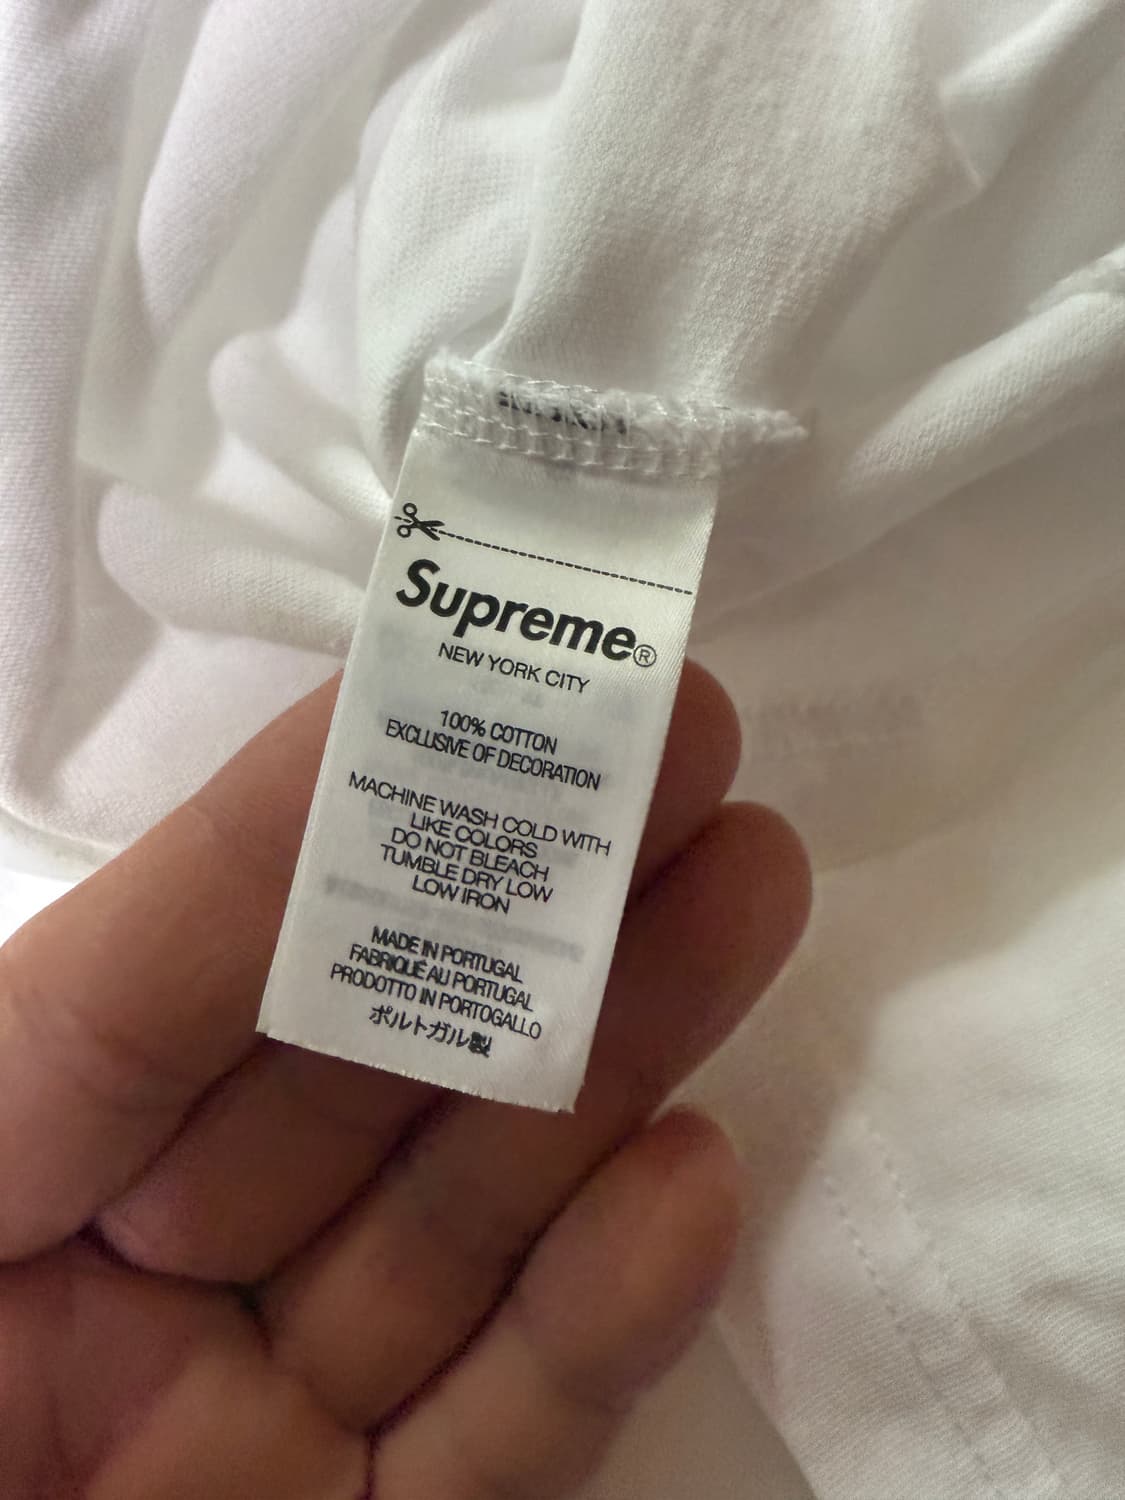 Supreme®
NEW YORK CITY
100% COTTON
EXCLUSIVE OF DECORATION
MACHINE WASH COLD WITH
LIKE COLORS
DO NOT BLEACH
TUMBLE DRY LOW
LOW IRON
MADE IN PORTUGAL
FABRIQUÉ AU PORTUGAL
PRODOTTO IN PORTOGALLO
ポルトガル製